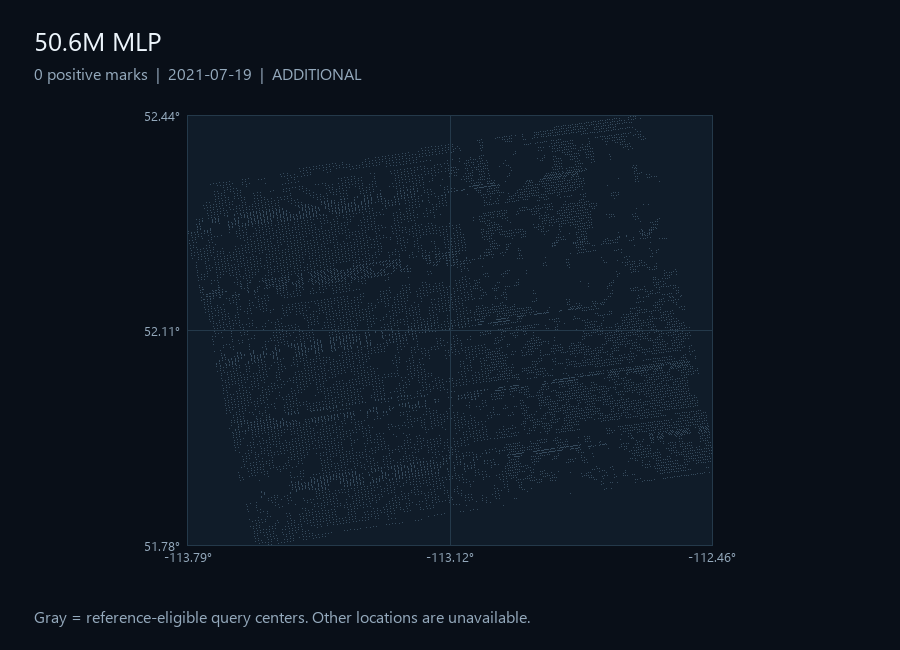 50.6M MLP
0 positive marks | 2021-07-19 | ADDITIONAL
52.44°
52.11°
51.78°
-113.79°
-113.12°
-112.46°
Gray = reference-eligible query centers. Other locations are unavailable.